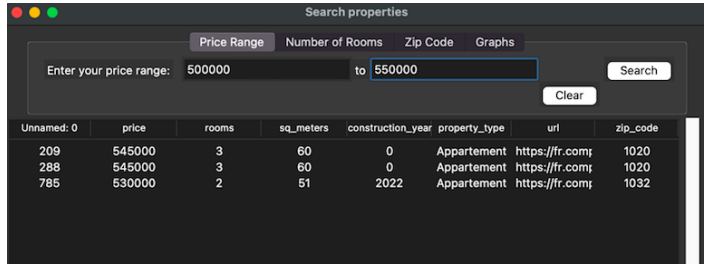 Search properties
Price Range Number of Rooms Zip Code Graphs
Enter your price range: 500000 to 550000 Search
Clear
Unnamed: 0 price rooms sq_meters construction_year property_type url zip_code
209 545000 3 60 0 Appartement https://fr.comp 1020
288 545000 3 60 0 Appartement https://fr.comp 1020
785 530000 2 51 2022 Appartement https://fr.comp 1032